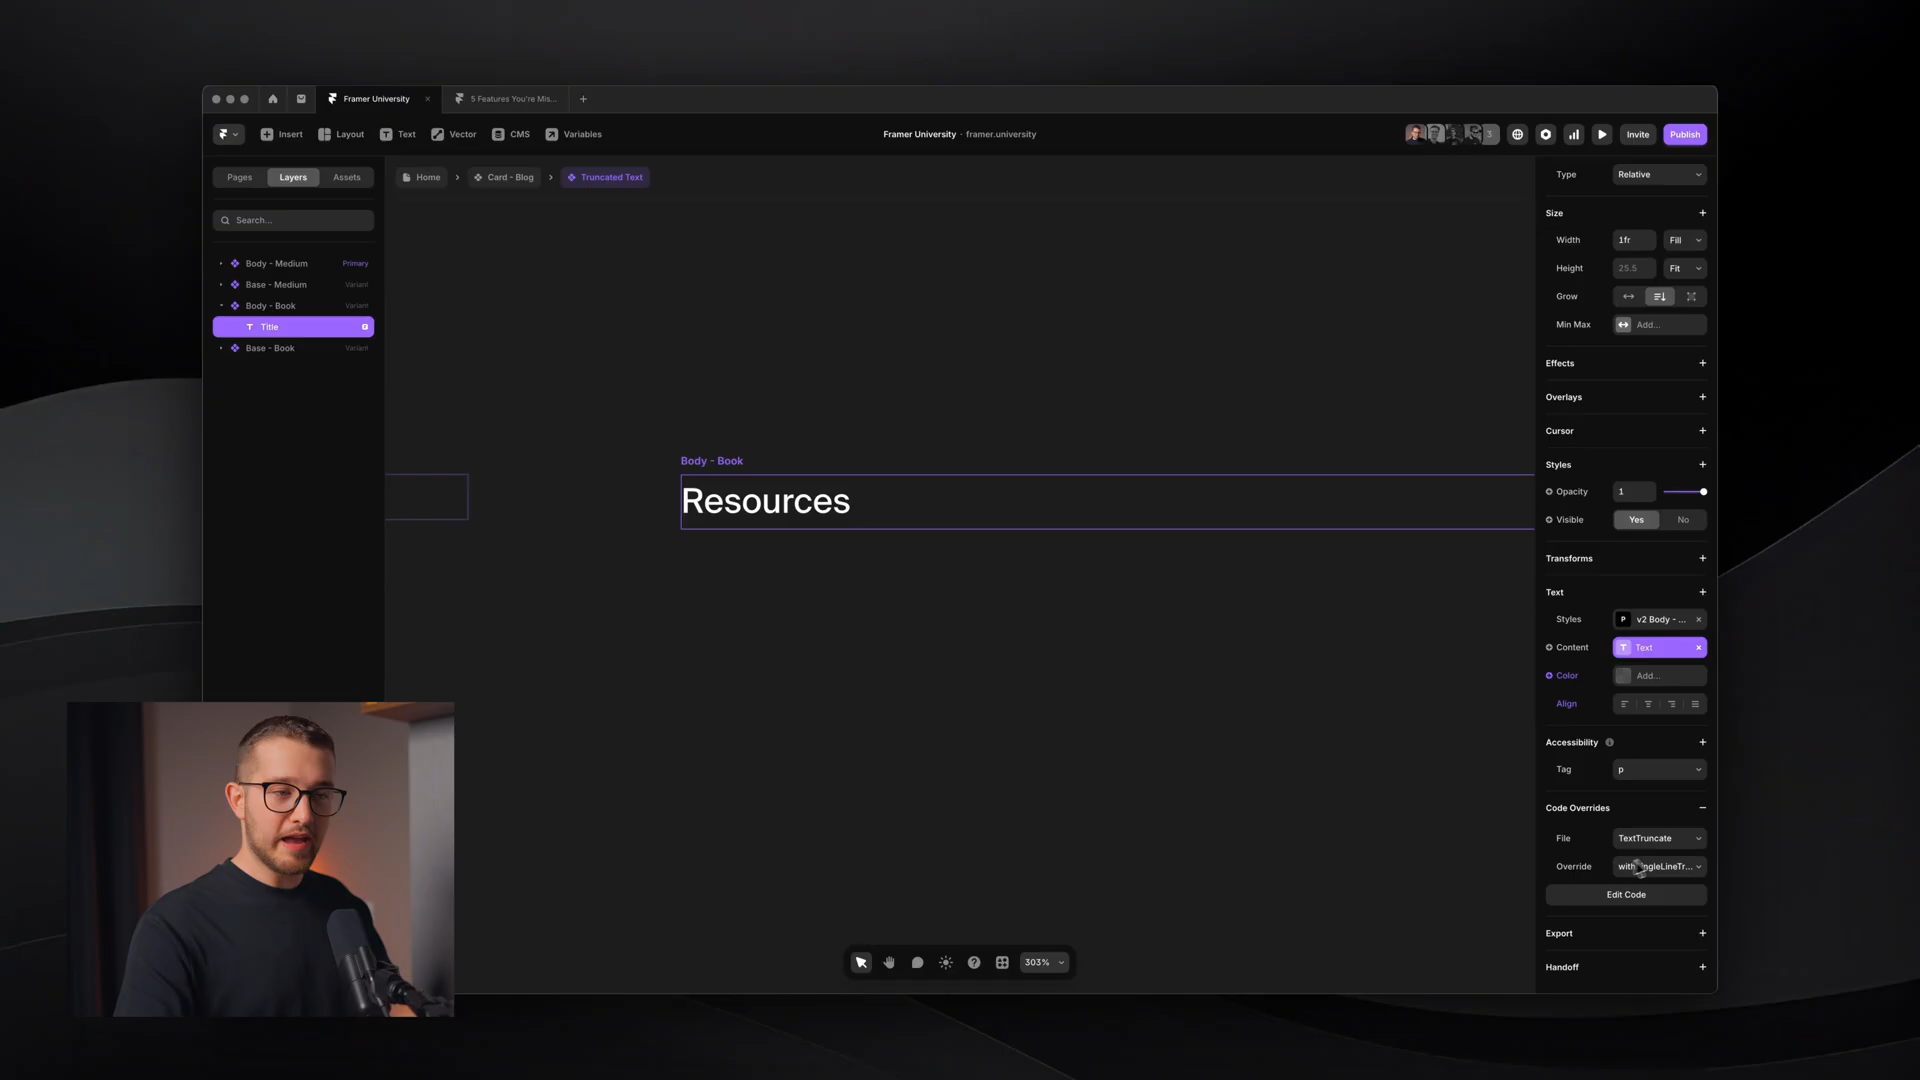 Framer University
5 Features You're Mis...
Insert
Layout
Text
Vector
CMS
Variables
Framer University · framer.university
3
Invite
Publish
Pages
Layers
Assets
Search...
Body - Medium
Primary
Base - Medium
Variant
Body - Book
Variant
Title
Base - Book
Variant
Home
Card - Blog
Truncated Text
Body - Book
Resources
303%
Type
Relative
Size
Width
1fr
Fill
Height
25.5
Fit
Grow
Min Max
Add...
Effects
Overlays
Cursor
Styles
Opacity
1
Visible
Yes
No
Transforms
Text
Styles
P
v2 Body - ...
Content
T
Text
Color
Add...
Align
Accessibility
Tag
p
Code Overrides
File
TextTruncate
Override
Edit Code
Export
Handoff